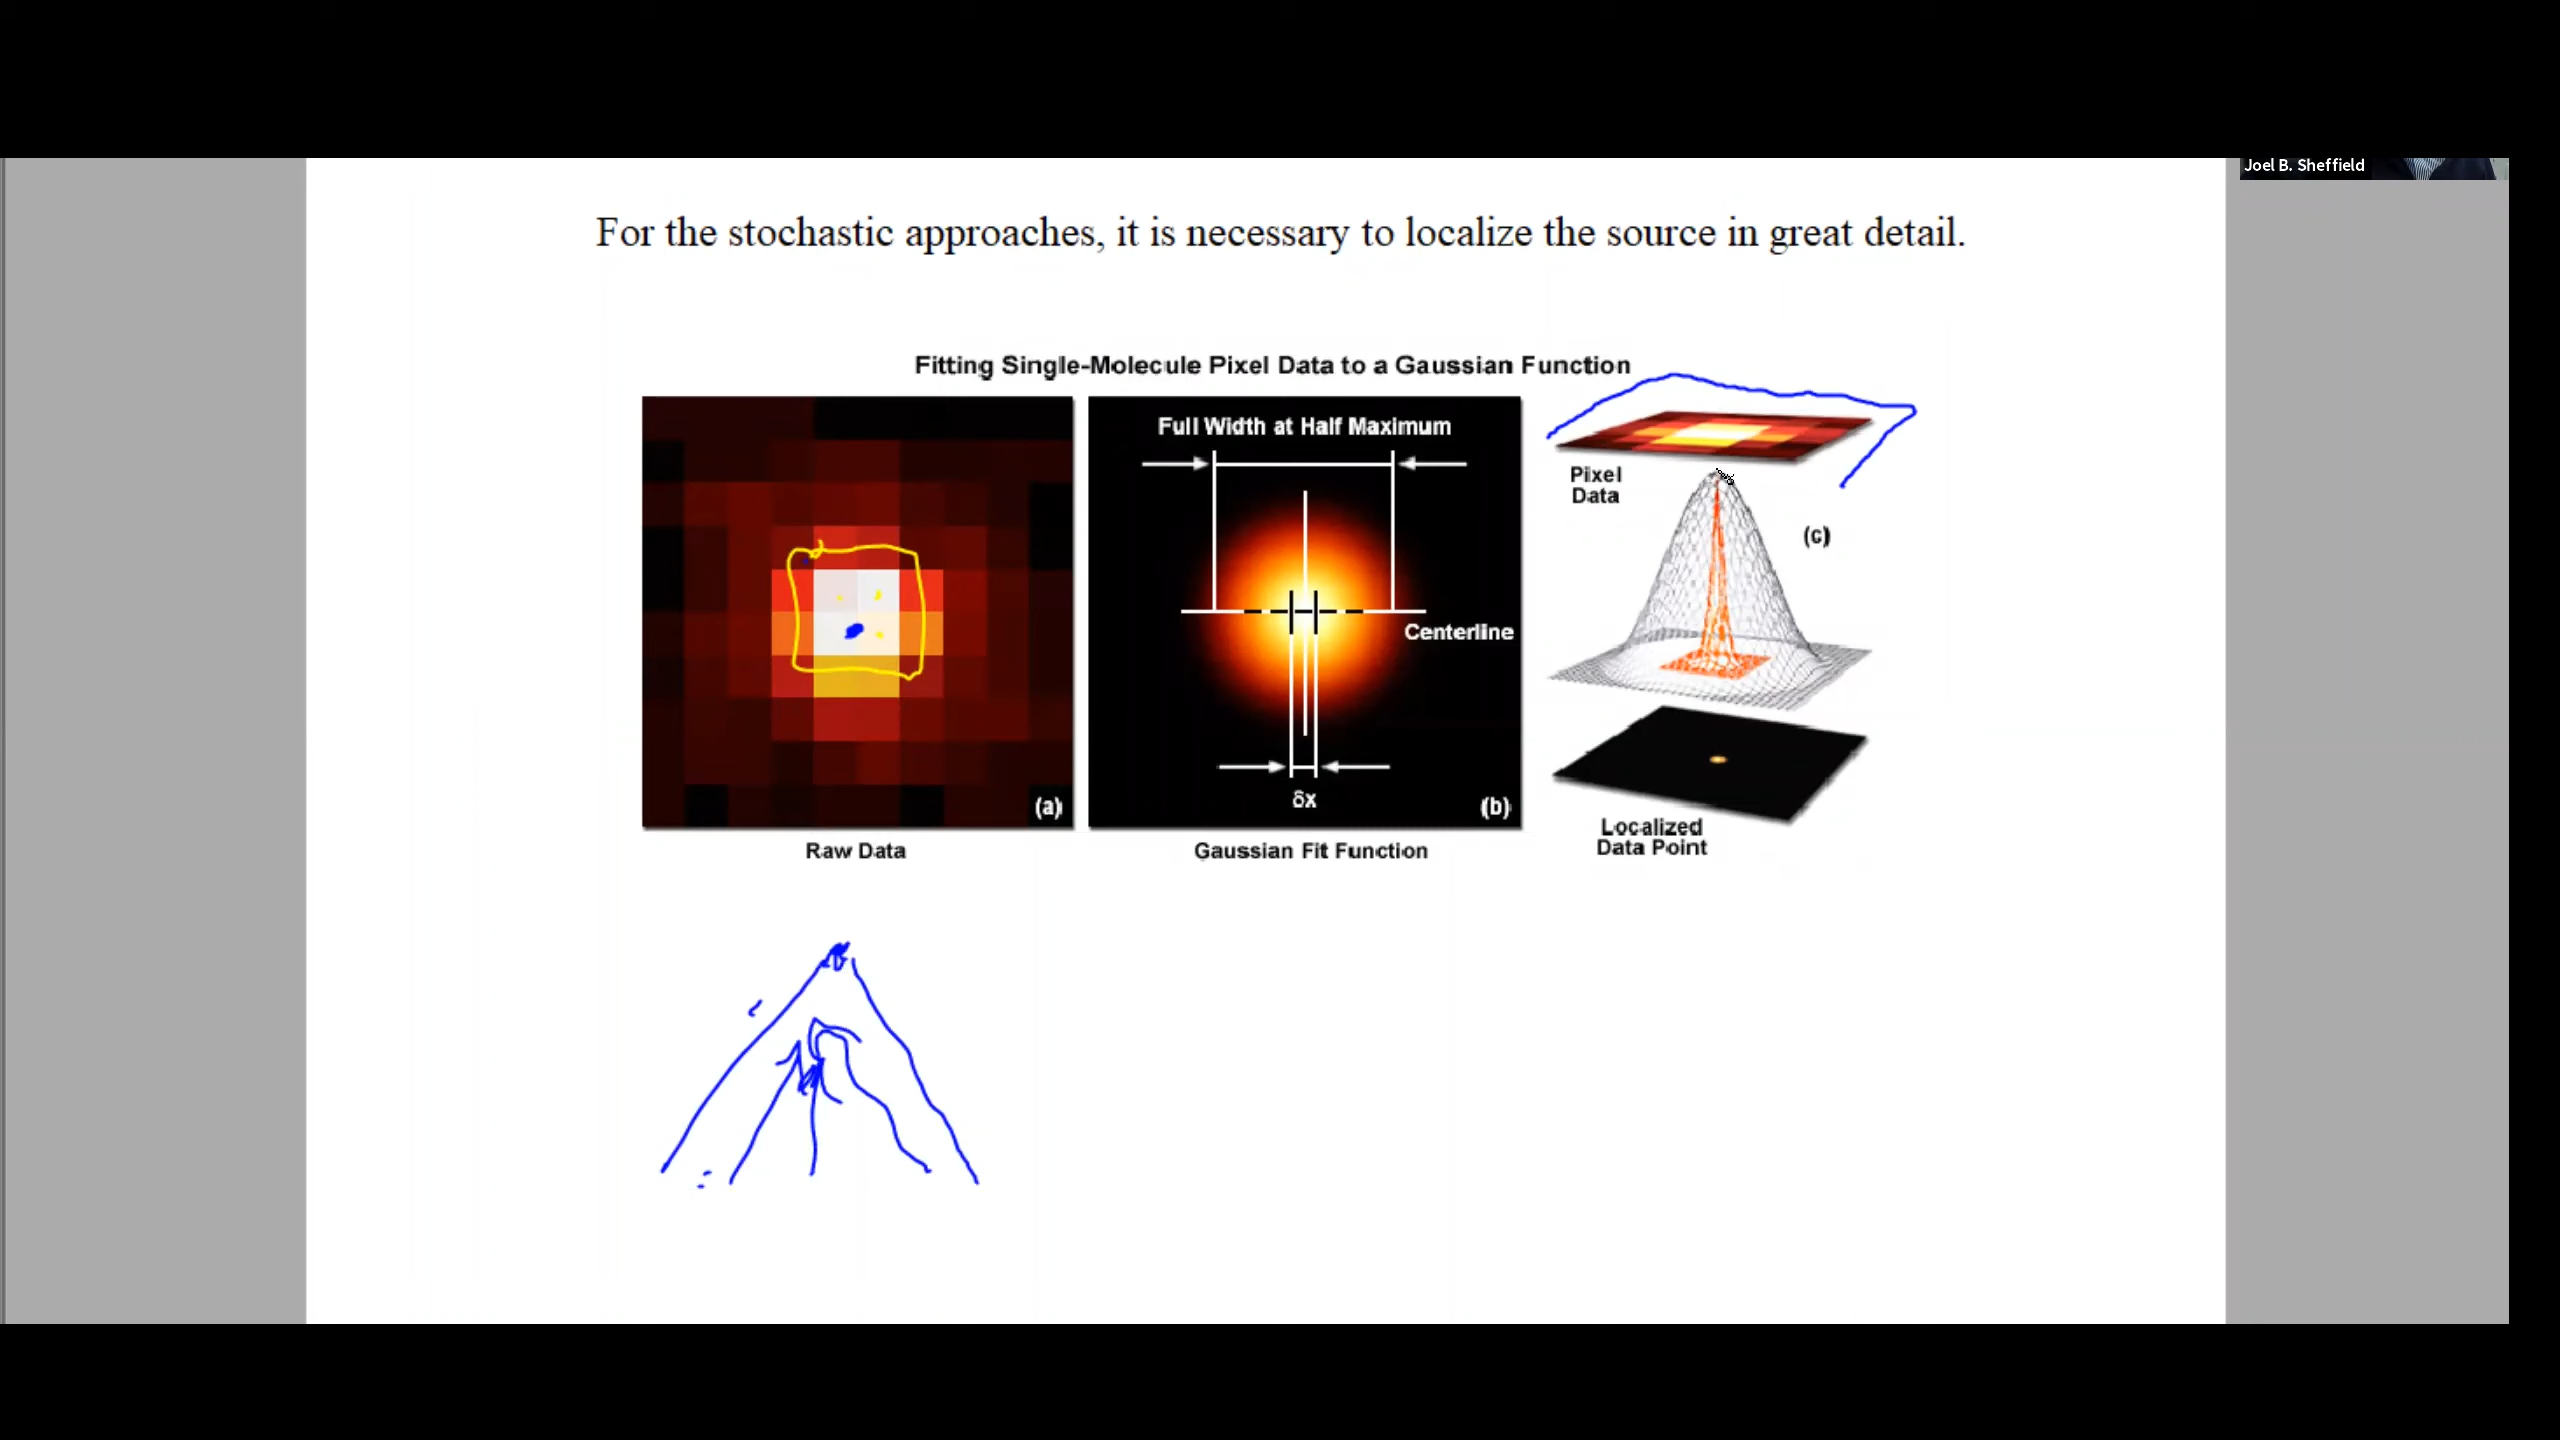 Joel B. Sheffield
For the stochastic approaches, it is necessary to localize the source in great detail.
Fitting Single-Molecule Pixel Data to a Gaussian Function
(a)
Raw Data
Full Width at Half Maximum
Centerline
δx
(b)
Gaussian Fit Function
Pixel
Data
(c)
Localized
Data Point